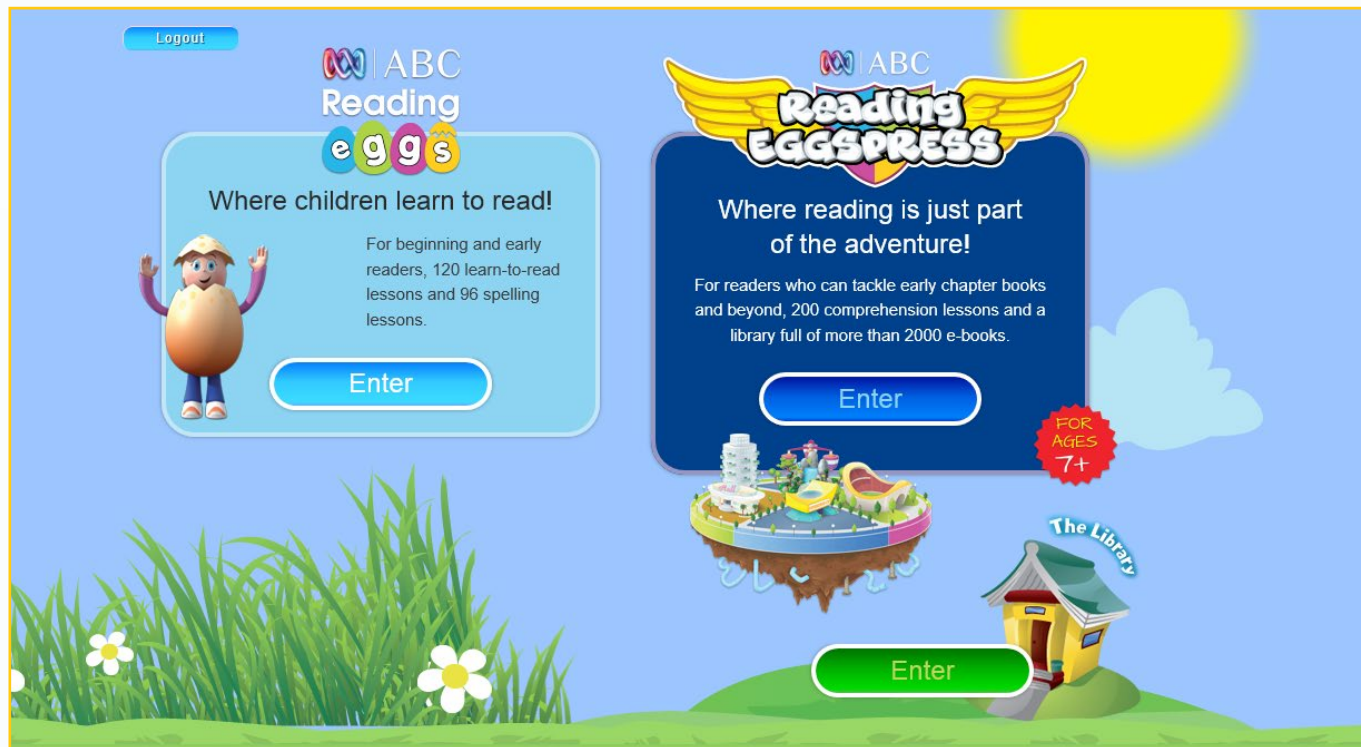 Logout
ABC
Reading
eggs
Where children learn to read!
For beginning and early
readers, 120 learn-to-read
lessons and 96 spelling
lessons.
Enter
ABC
Reading
EGGSPRESS
Where reading is just part
of the adventure!
For readers who can tackle early chapter books
and beyond, 200 comprehension lessons and a
library full of more than 2000 e-books.
Enter
FOR
AGES
7+
The Library
Enter